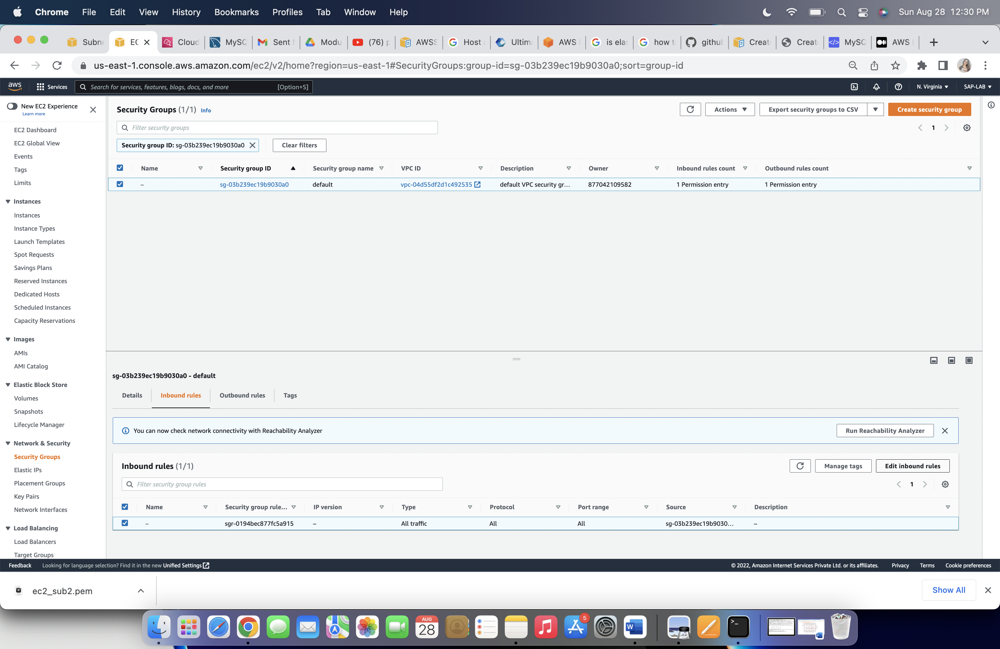 Chrome File Edit View History Bookmarks Profiles Tab Window Help Sun Aug 28 12:30 PM
Subne EC Cloud MySQ Sent Modu (76) p AWSS Host Ultima AWS is elas how t github Creat Creat MySQ AWS
us-east-1.console.aws.amazon.com/ec2/v2/home?region=us-east-1#SecurityGroups:group-id=sg-03b239ec19b9030a0;sort=group-id
aws Services Search for services, features, blogs, docs, and more [Option+S] N. Virginia SAP-LAB
New EC2 Experience
Learn more
EC2 Dashboard
EC2 Global View
Events
Tags
Limits
Instances
Instances
Instance Types
Launch Templates
Spot Requests
Savings Plans
Reserved Instances
Dedicated Hosts
Scheduled Instances
Capacity Reservations
Images
AMIs
AMI Catalog
Elastic Block Store
Volumes
Snapshots
Lifecycle Manager
Network & Security
Security Groups
Elastic IPs
Placement Groups
Key Pairs
Network Interfaces
Load Balancing
Load Balancers
Target Groups
Security Groups (1/1) Info Actions Export security groups to CSV Create security group
Filter security groups 1
Security group ID: sg-03b239ec19b9030a0 Clear filters
Name Security group ID Security group name VPC ID Description Owner Inbound rules count Outbound rules count
– sg-03b239ec19b9030a0 default vpc-04d55df2d1c492535 default VPC security gr... 877042109582 1 Permission entry 1 Permission entry
sg-03b239ec19b9030a0 - default
Details Inbound rules Outbound rules Tags
You can now check network connectivity with Reachability Analyzer Run Reachability Analyzer
Inbound rules (1/1) Manage tags Edit inbound rules
Filter security group rules 1
Name Security group rule... IP version Type Protocol Port range Source Description
– sgr-0194bec877fc5a915 – All traffic All All sg-03b239ec19b9030... –
Feedback Looking for language selection? Find it in the new Unified Settings © 2022, Amazon Internet Services Private Ltd. or its affiliates. Privacy Terms Cookie preferences
ec2_sub2.pem Show All
AUG
28
5